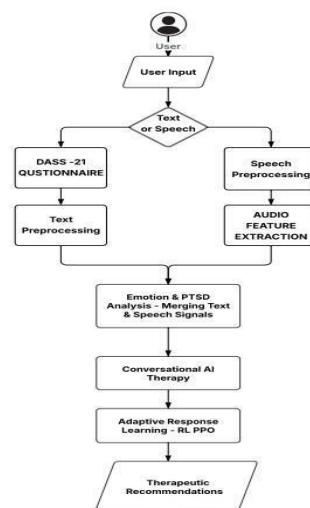 User
User Input
Text
or Speech
DASS -21
QUSTIONNAIRE
Speech
Preprocessing
Text
Preprocessing
AUDIO
FEATURE
EXTRACTION
Emotion & PTSD
Analysis - Merging Text
& Speech Signals
Conversational AI
Therapy
Adaptive Response
Learning - RL PPO
Therapeutic
Recommendations